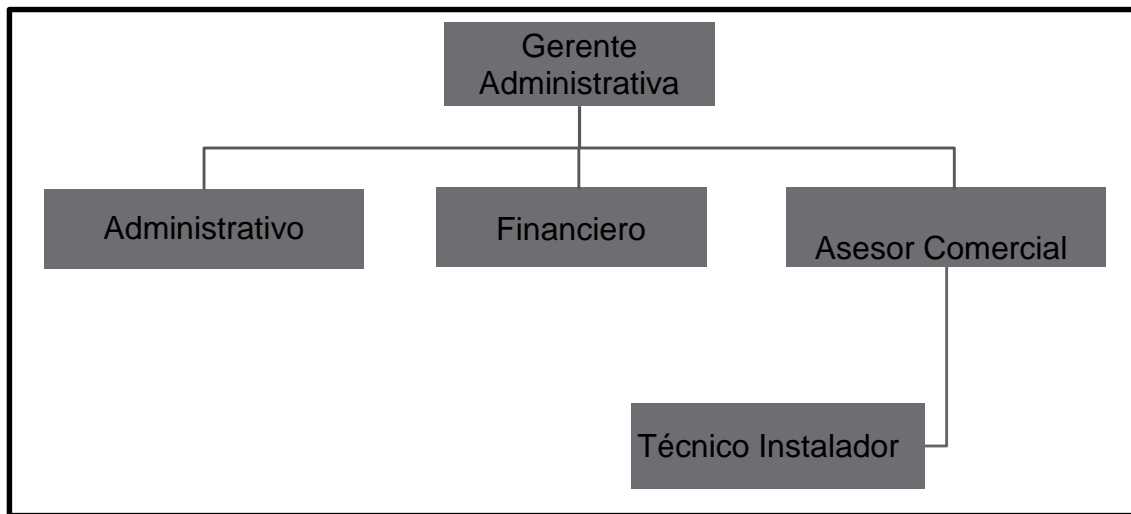 Gerente
Administrativa
Administrativo
Financiero
Asesor Comercial
Técnico Instalador